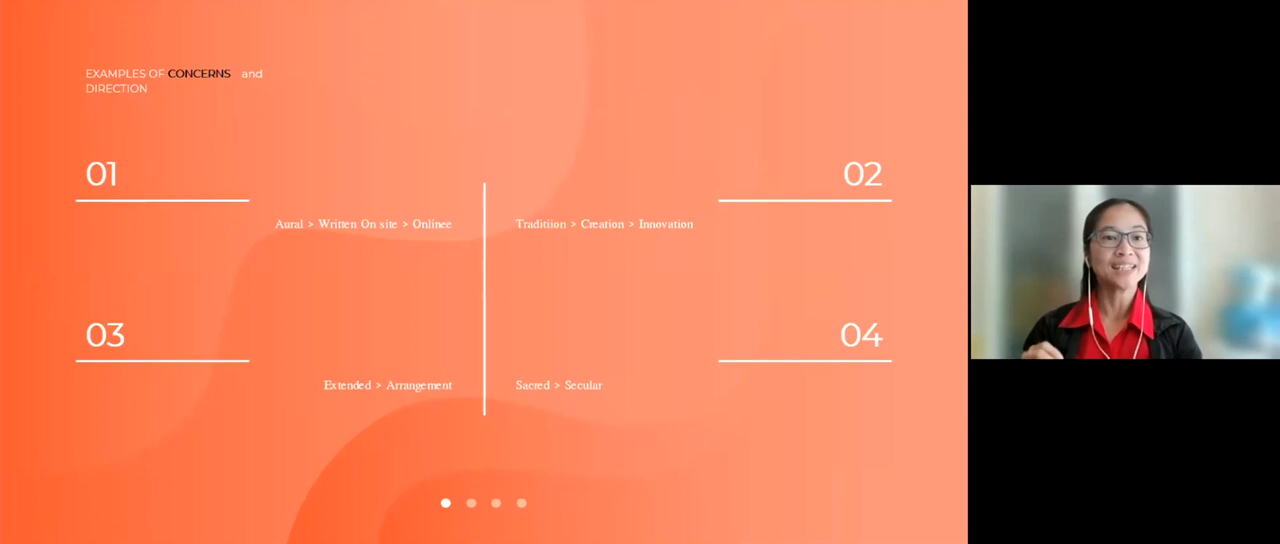 EXAMPLES OF CONCERNS and
DIRECTION
01
02
Aural > Written On site > Onlinee
Traditiion > Creation > Innovation
03
04
Extended > Arrangement
Sacred > Secular